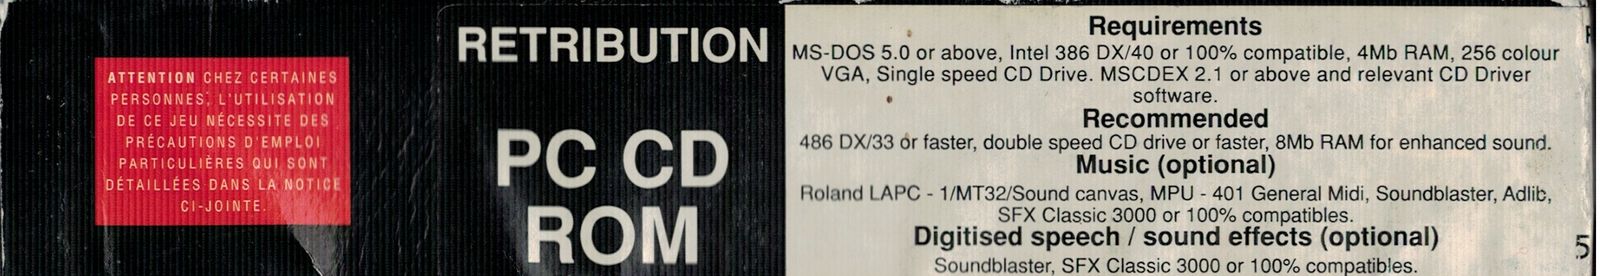 ATTENTION CHEZ CERTAINES
PERSONNES, L'UTILISATION
DE CE JEU NÉCESSITE DES
PRÉCAUTIONS D'EMPLOI
PARTICULIÈRES QUI SONT
DÉTAILLÉES DANS LA NOTICE
CI-JOINTE.
RETRIBUTION
PC CD
ROM
Requirements
MS-DOS 5.0 or above, Intel 386 DX/40 or 100% compatible, 4Mb RAM, 256 colour
VGA, Single speed CD Drive. MSCDEX 2.1 or above and relevant CD Driver
software.
Recommended
486 DX/33 or faster, double speed CD drive or faster, 8Mb RAM for enhanced sound.
Music (optional)
Roland LAPC - 1/MT32/Sound canvas, MPU - 401 General Midi, Soundblaster, Adlib,
SFX Classic 3000 or 100% compatibles.
Digitised speech / sound effects (optional)
Soundblaster, SFX Classic 3000 or 100% compatibles.
5